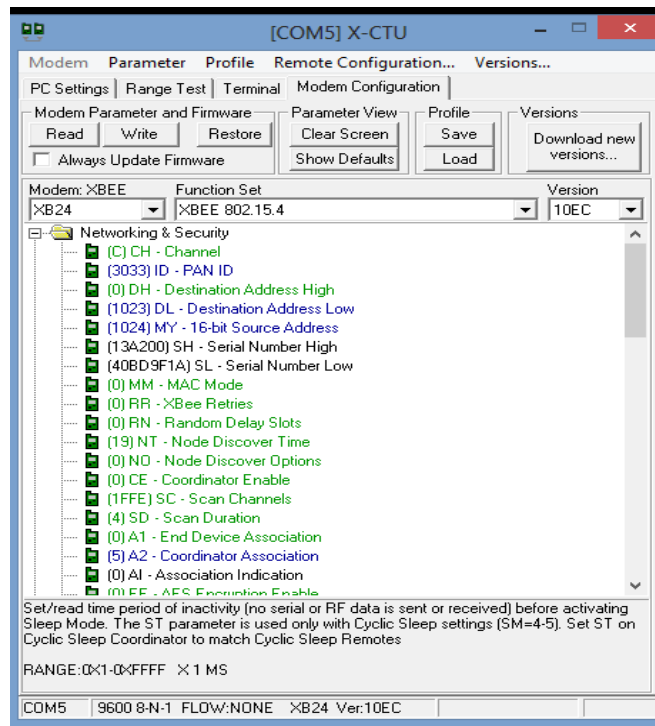 [COM5] X-CTU
Modem Parameter Profile Remote Configuration... Versions...
PC Settings Range Test Terminal Modem Configuration
Modem Parameter and Firmware Parameter View Profile Versions
Read Write Restore Clear Screen Save Download new versions...
Always Update Firmware Show Defaults Load
Modem: XBEE Function Set Version
XB24 XBEE 802.15.4 10EC
Networking & Security
(C) CH - Channel
(3033) ID - PAN ID
(0) DH - Destination Address High
(1023) DL - Destination Address Low
(1024) MY - 16-bit Source Address
(13A200) SH - Serial Number High
(40BD9F1A) SL - Serial Number Low
(0) MM - MAC Mode
(0) RR - XBee Retries
(0) RN - Random Delay Slots
(19) NT - Node Discover Time
(0) NO - Node Discover Options
(0) CE - Coordinator Enable
(1FFE) SC - Scan Channels
(4) SD - Scan Duration
(0) A1 - End Device Association
(5) A2 - Coordinator Association
(0) AI - Association Indication
(0) EE - AES Encryption Enable
Set/read time period of inactivity (no serial or RF data is sent or received) before activating
Sleep Mode. The ST parameter is used only with Cyclic Sleep settings (SM=4-5). Set ST on
Cyclic Sleep Coordinator to match Cyclic Sleep Remotes
RANGE:0X1-0XFFFF X 1 MS
COM5 9600 8-N-1 FLOW:NONE XB24 Ver:10EC